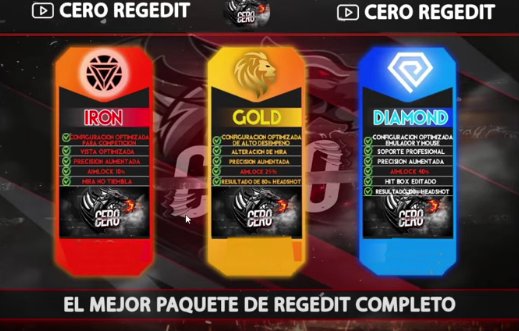 CERO REGEDIT
CERO
CERO REGEDIT
IRON
CONFIGURACION OPTIMIZADA
PARA COMPETICION
VISTA OPTIMIZADA
PRECISION AUMENTADA
AIMLOCK 10%
MIRA NO TIEMBLA
CERO
GOLD
CONFIGURACION OPTIMIZADA
DE ALTO DESEMPEÑO
ALTERACION DE MIRA
PRECISION AUMENTADA
AIMLOCK 25%
RESULTADO DE 80% HEADSHOT
CERO
DIAMOND
CONFIGURACION OPTIMIZADA
EMULADOR Y MOUSE
SOPORTE PROFESIONAL
PRECISION AUMENTADA
AIMLOCK 40%
HIT BOX EDITADO
RESULTADO 100% HEADSHOT
CERO
CERO
EL MEJOR PAQUETE DE REGEDIT COMPLETO